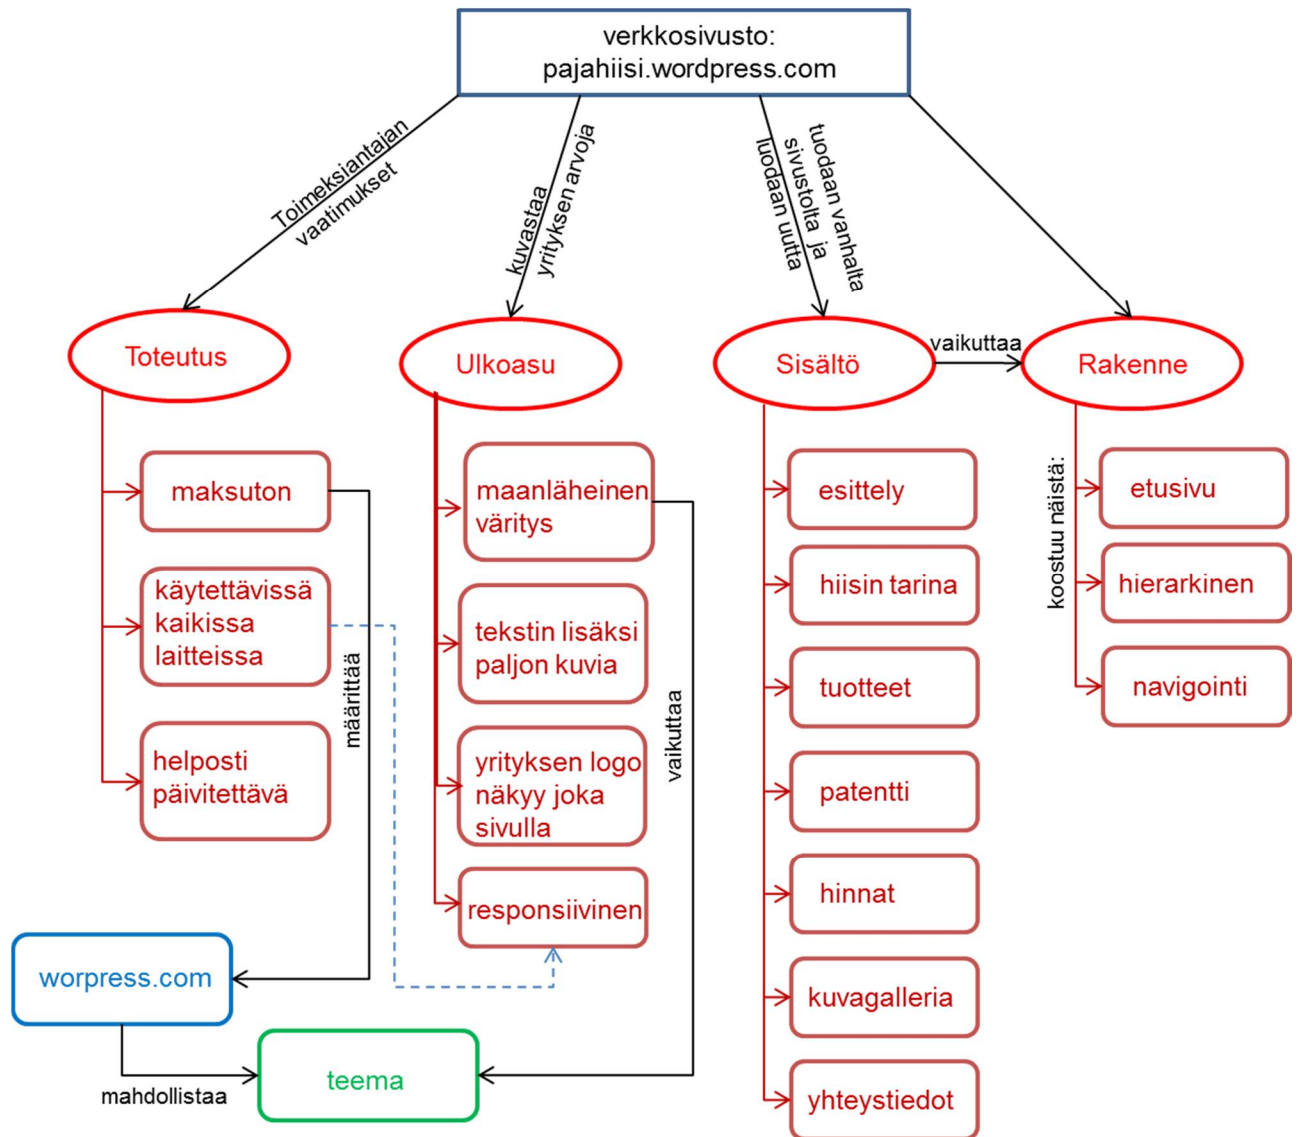 verkkosivusto:
pajahiisi.wordpress.com
Toimeksiantajan
vaatimukset
kuvastaa
yrityksen arvoja
tuodaan vanhalta
sivustolta ja
luodaan uutta
Toteutus
Ulkoasu
Sisältö
vaikuttaa
Rakenne
maksuton
käytettävissä
kaikissa
laitteissa
helposti
päivitettävä
määrittää
maanläheinen
väritys
tekstin lisäksi
paljon kuvia
yrityksen logo
näkyy joka
sivulla
responsiivinen
vaikuttaa
esittely
hiisin tarina
tuotteet
patentti
hinnat
kuvagalleria
yhteystiedot
koostuu näistä:
etusivu
hierarkinen
navigointi
worpress.com
mahdollistaa
teema